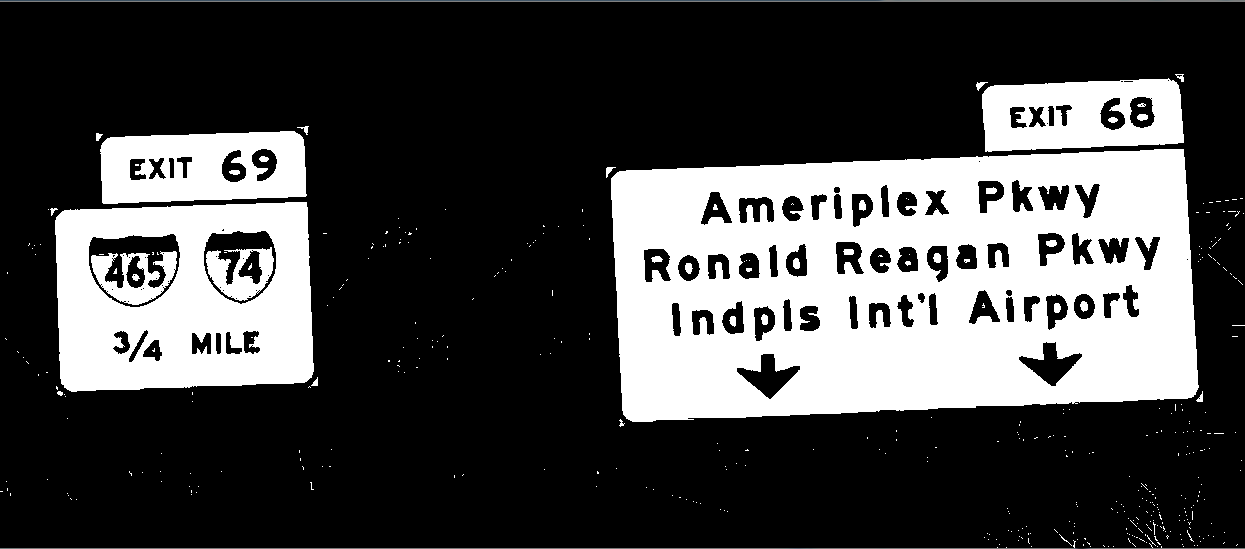 EXIT 69
465 74
3/4 MILE
EXIT 68
Ameriplex Pkwy
Ronald Reagan Pkwy
Indpls Int'l Airport